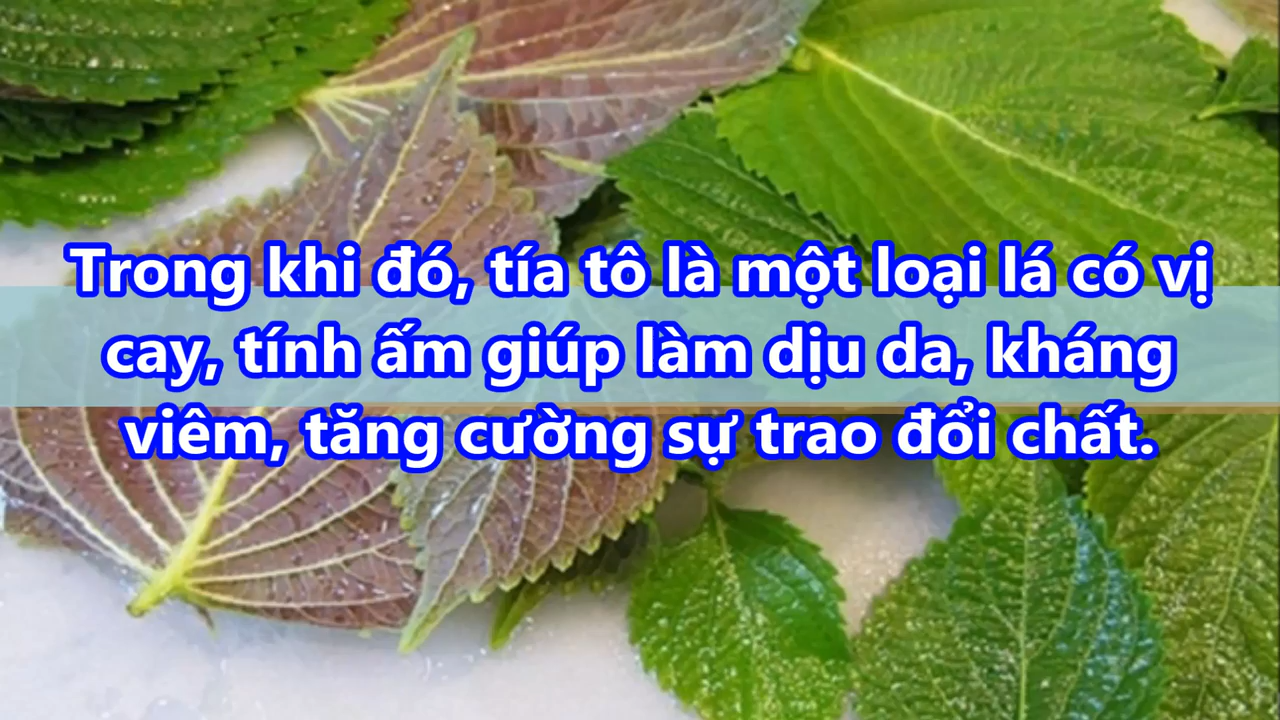 Trong khi đó, tía tô là một loại lá có vị
cay, tính ấm giúp làm dịu da, kháng
viêm, tăng cường sự trao đổi chất.